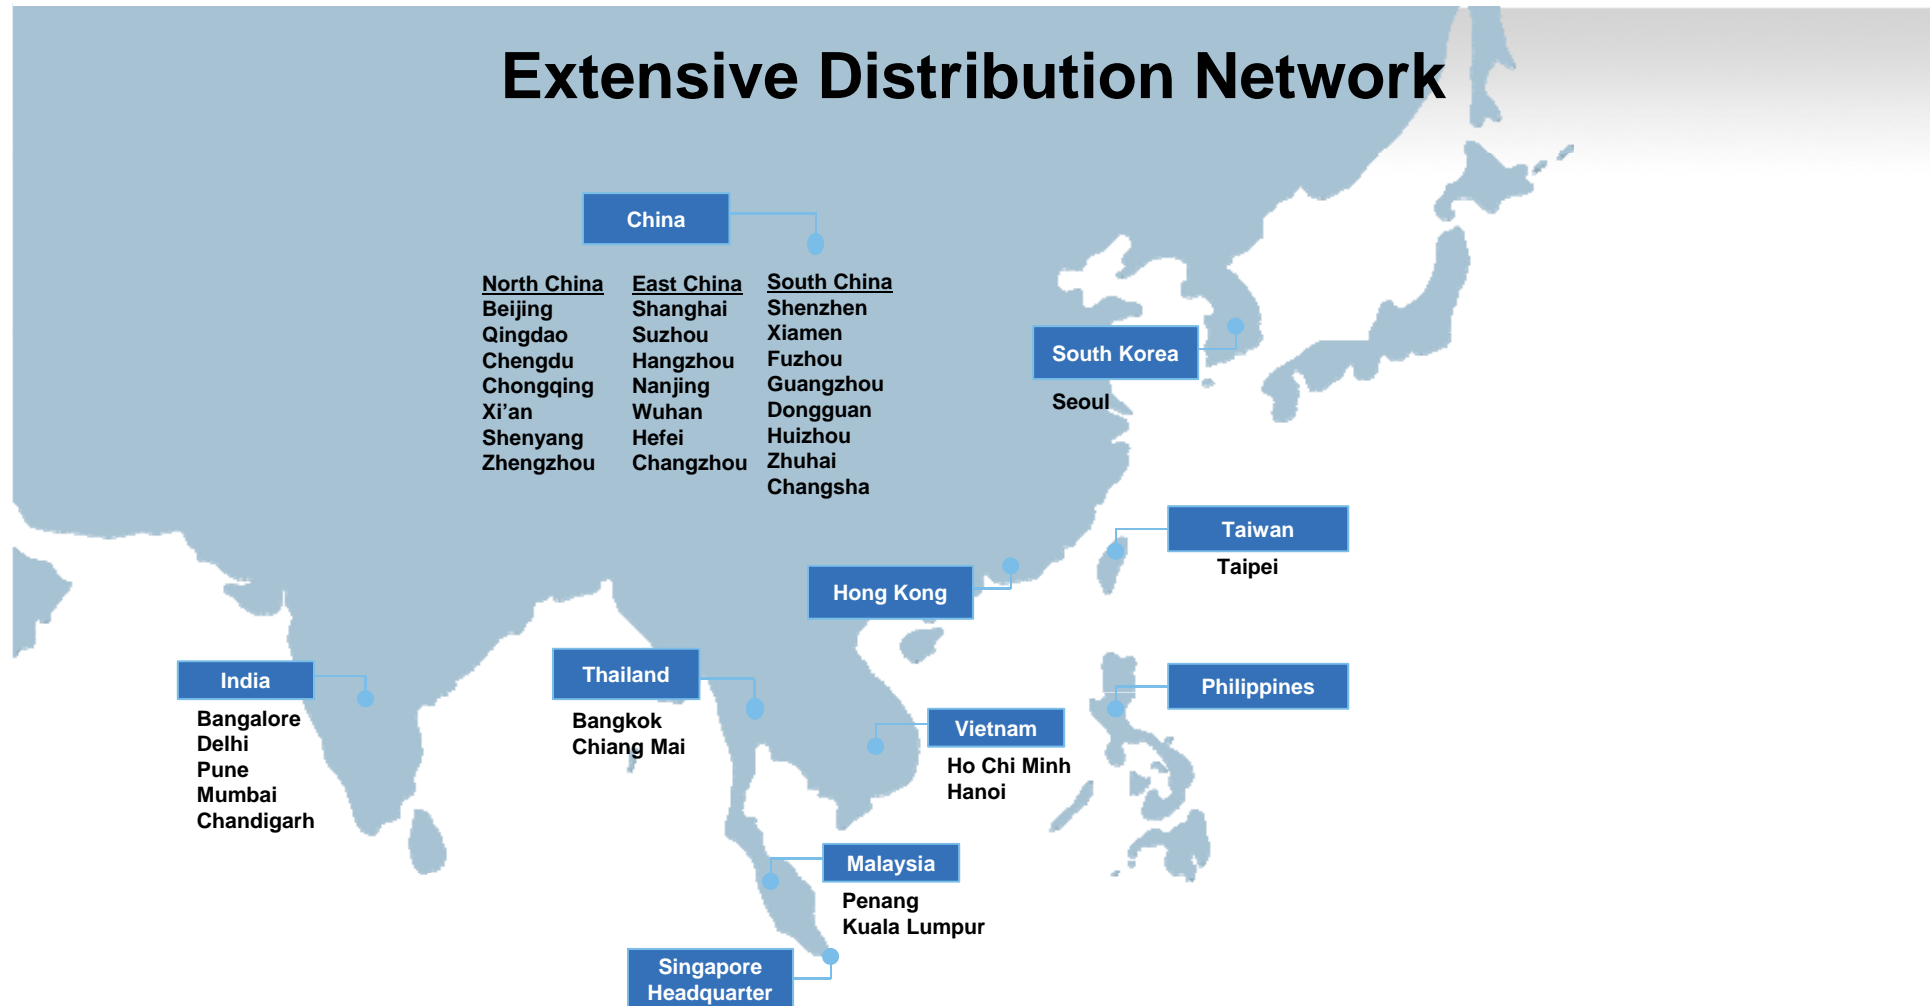 Extensive Distribution Network
China
North China
Beijing
Qingdao
Chengdu
Chongqing
Xi’an
Shenyang
Zhengzhou
East China
Shanghai
Suzhou
Hangzhou
Nanjing
Wuhan
Hefei
Changzhou
South China
Shenzhen
Xiamen
Fuzhou
Guangzhou
Dongguan
Huizhou
Zhuhai
Changsha
South Korea
Seoul
Taiwan
Taipei
Hong Kong
India
Bangalore
Delhi
Pune
Mumbai
Chandigarh
Thailand
Bangkok
Chiang Mai
Philippines
Vietnam
Ho Chi Minh
Hanoi
Malaysia
Penang
Kuala Lumpur
Singapore
Headquarter